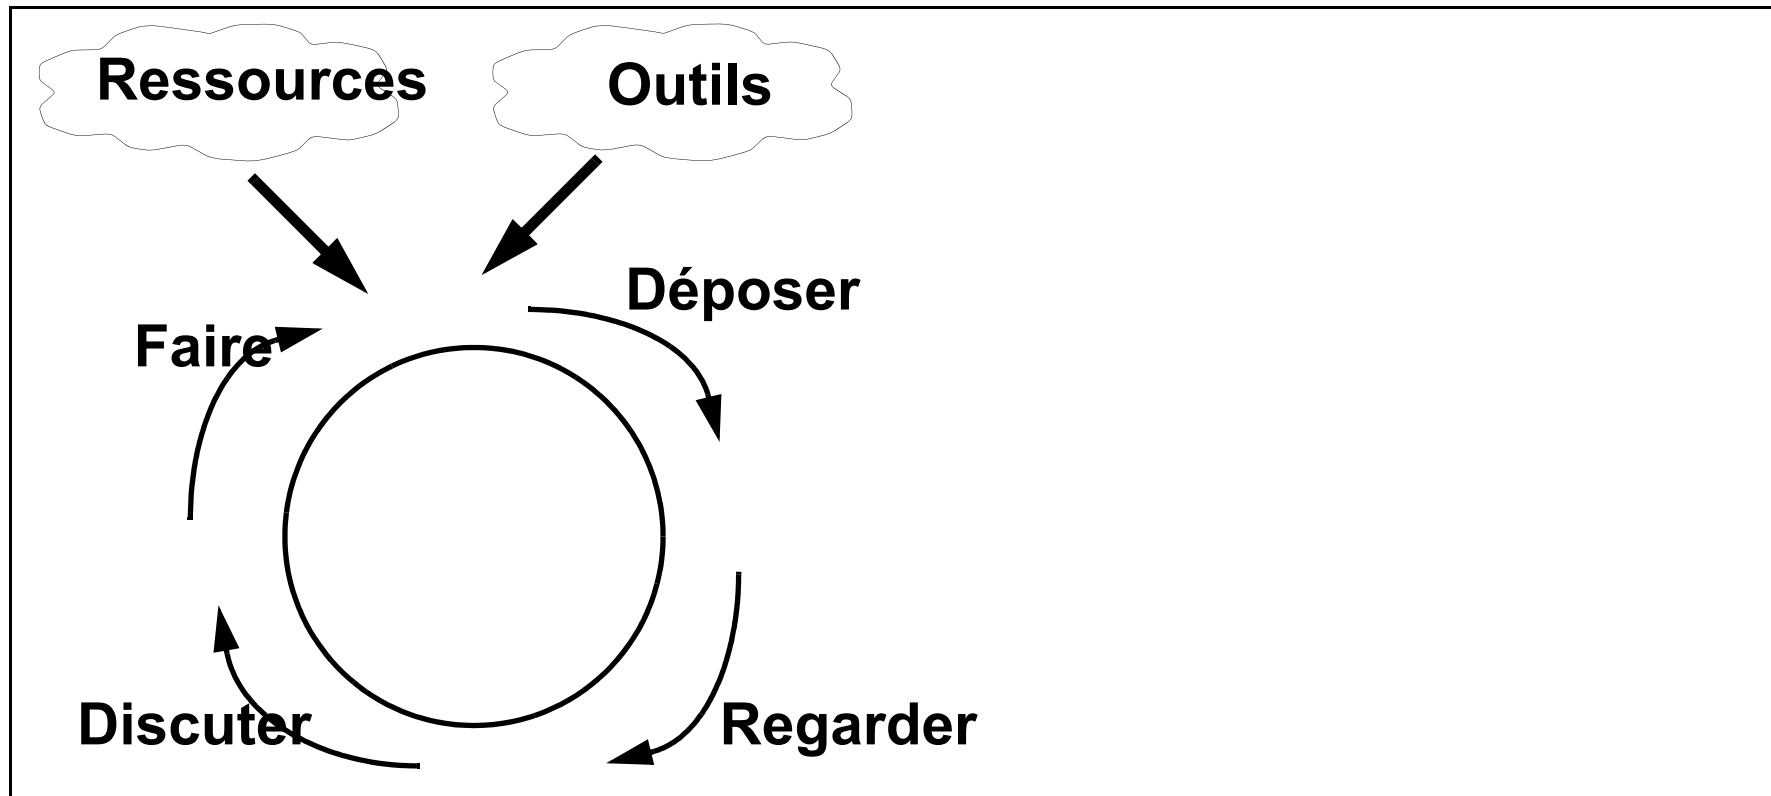 Ressources
Outils
Déposer
Faire
Discuter
Regarder